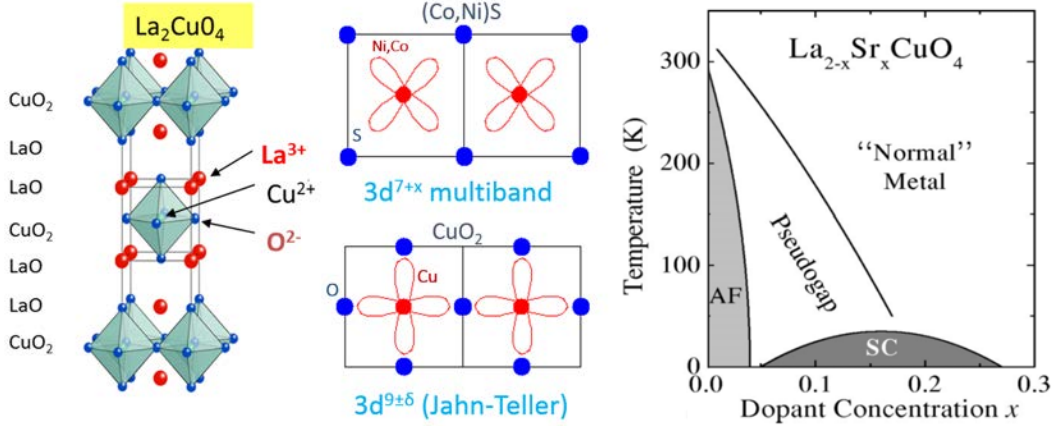 La₂Cu0₄
CuO₂
LaO
LaO
CuO₂
LaO
LaO
CuO₂
La³⁺
Cu²⁺
O²⁻
(Co,Ni)S
Ni,Co
S
3d⁷⁺ˣ multiband
CuO₂
O
Cu
3d⁹±ᵟ (Jahn-Teller)
La₂₋ₓSrₓCuO₄
“Normal”
Metal
Pseudogap
AF
SC
Temperature (K)
300
200
100
0
0.0
0.1
0.2
0.3
Dopant Concentration x